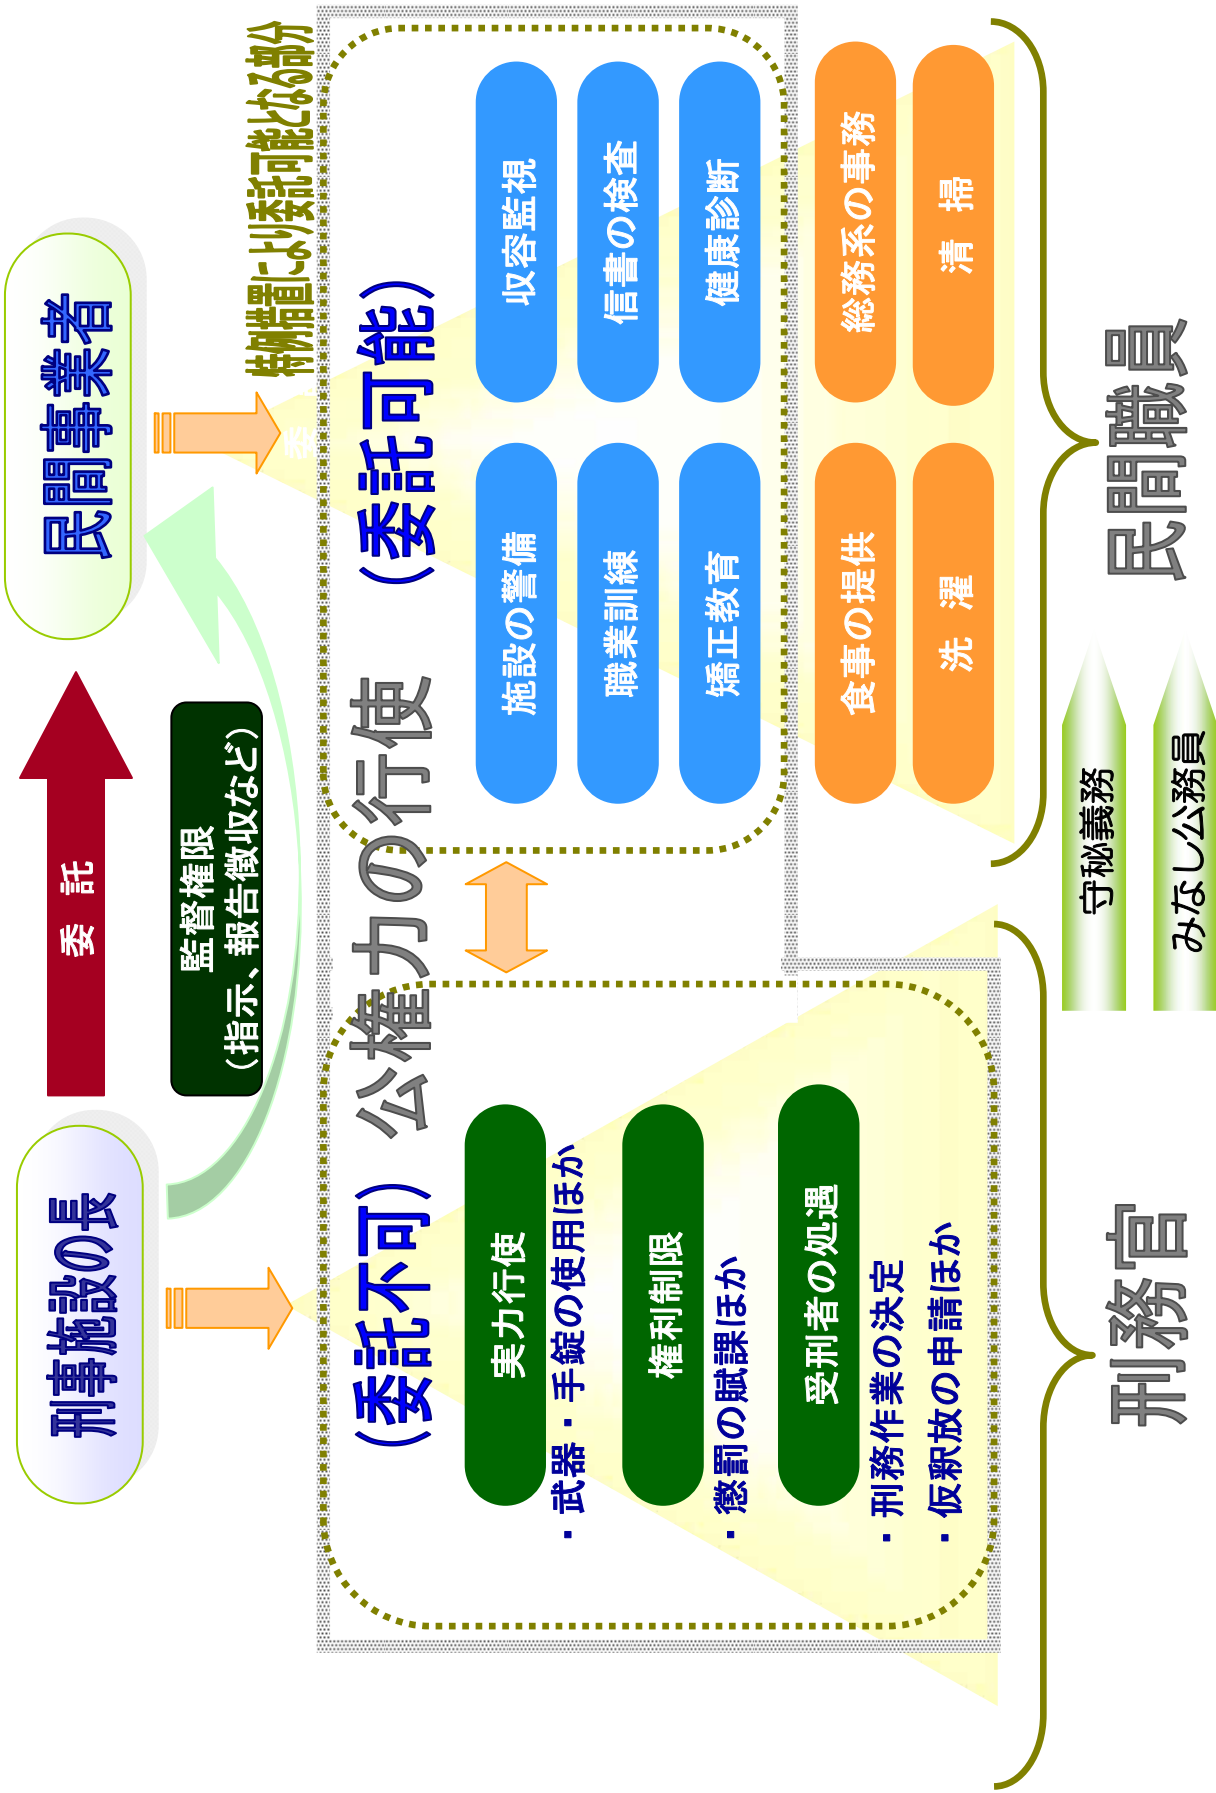 刑事施設の長
委　託
民間事業者
監督権限
（指示、報告徴収など）
特例措置により委託可能となる部分
委
（委託不可）
公権力の行使
（委託可能）
実力行使
・武器・手錠の使用ほか
権利制限
・懲罰の賦課ほか
受刑者の処遇
・刑務作業の決定
・仮釈放の申請ほか
施設の警備
収容監視
職業訓練
信書の検査
矯正教育
健康診断
食事の提供
総務系の事務
洗　濯
清　掃
刑務官
守秘義務
みなし公務員
民間職員